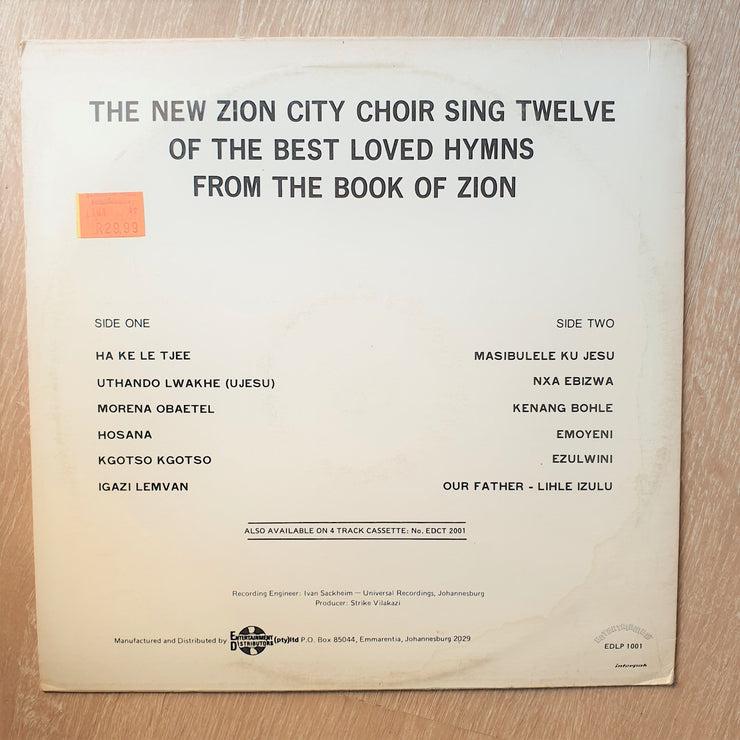 THE NEW ZION CITY CHOIR SING TWELVE
OF THE BEST LOVED HYMNS
FROM THE BOOK OF ZION
R29,99
SIDE ONE
HA KE LE TJEE
UTHANDO LWAKHE (UJESU)
MORENA OBAETEL
HOSANA
KGOTSO KGOTSO
IGAZI LEMVAN
SIDE TWO
MASIBULELE KU JESU
NXA EBIZWA
KENANG BOHLE
EMOYENI
EZULWINI
OUR FATHER - LIHLE IZULU
ALSO AVAILABLE ON 4 TRACK CASSETTE: No. EDCT 2001
Recording Engineer: Ivan Sackheim — Universal Recordings, Johannesburg
Producer: Strike Vilakazi
Manufactured and Distributed by ENTERTAINMENT DISTRIBUTORS (pty)ltd P.O. Box 85044, Emmarentia, Johannesburg 2029
EDLP 1001
interpak